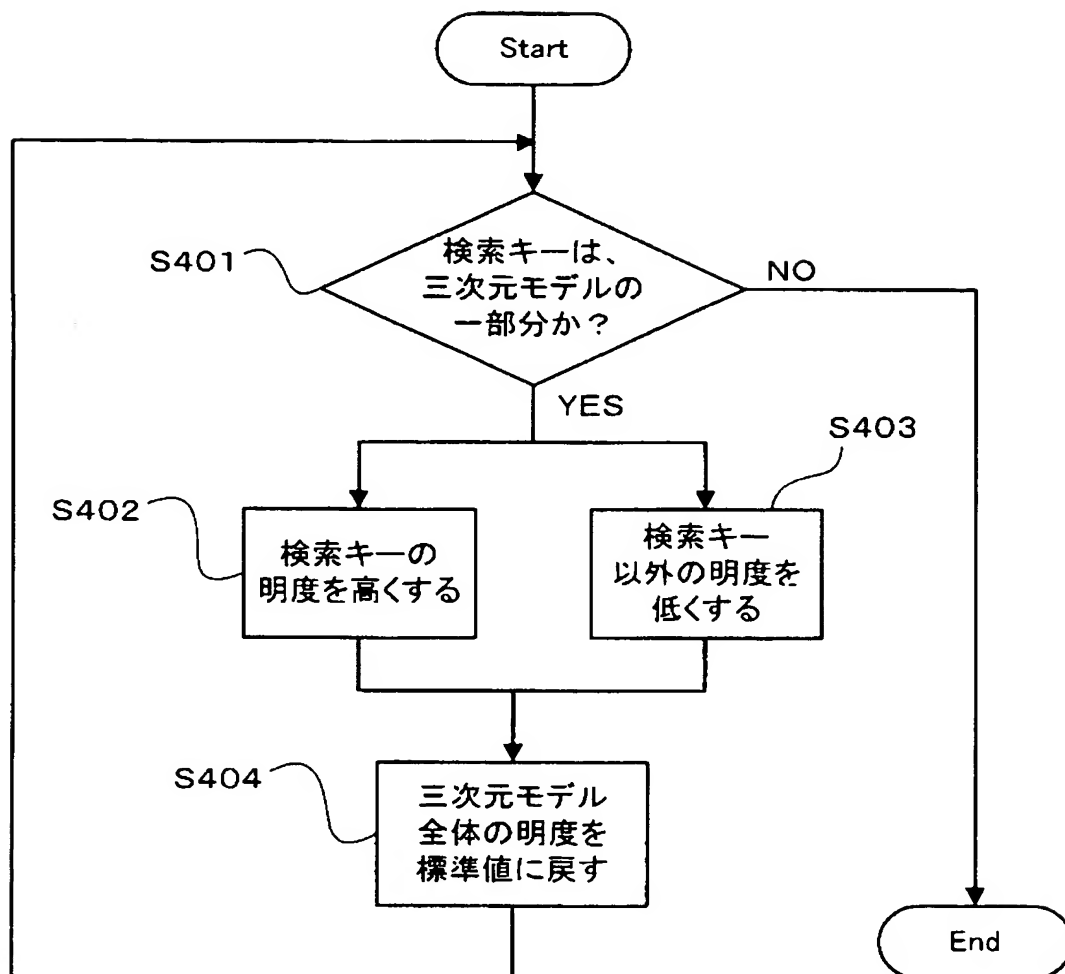 Start
S401
検索キーは、
三次元モデルの
一部分か？
NO
YES
S402
検索キーの
明度を高くする
S403
検索キー
以外の明度を
低くする
S404
三次元モデル
全体の明度を
標準値に戻す
End